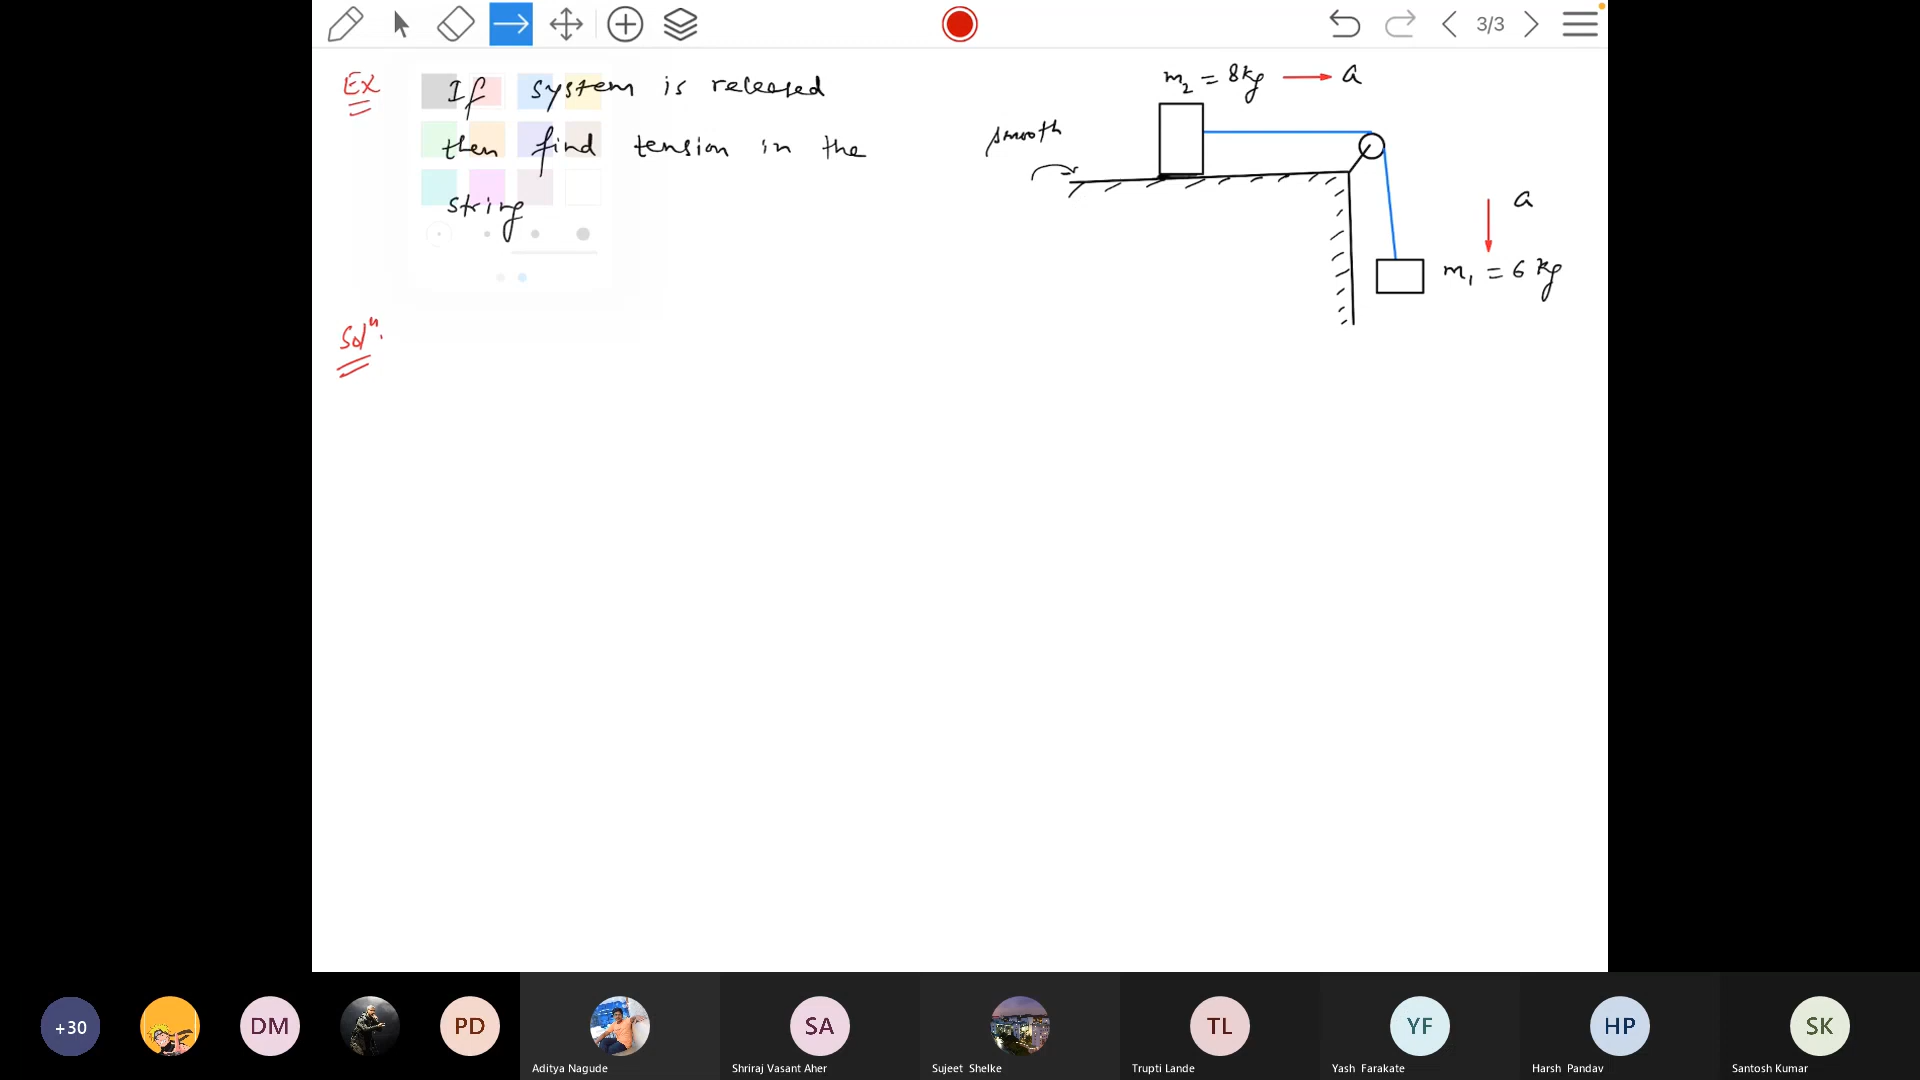 3/3
Ex If system is released
then find tension in the
string
m2 = 8kg → a
smooth
a
m1 = 6 kg
Solⁿ.
+30
DM
PD
SA
TL
YF
HP
SK
Aditya Nagude
Shriraj Vasant Aher
Sujeet Shelke
Trupti Lande
Yash Farakate
Harsh Pandav
Santosh Kumar